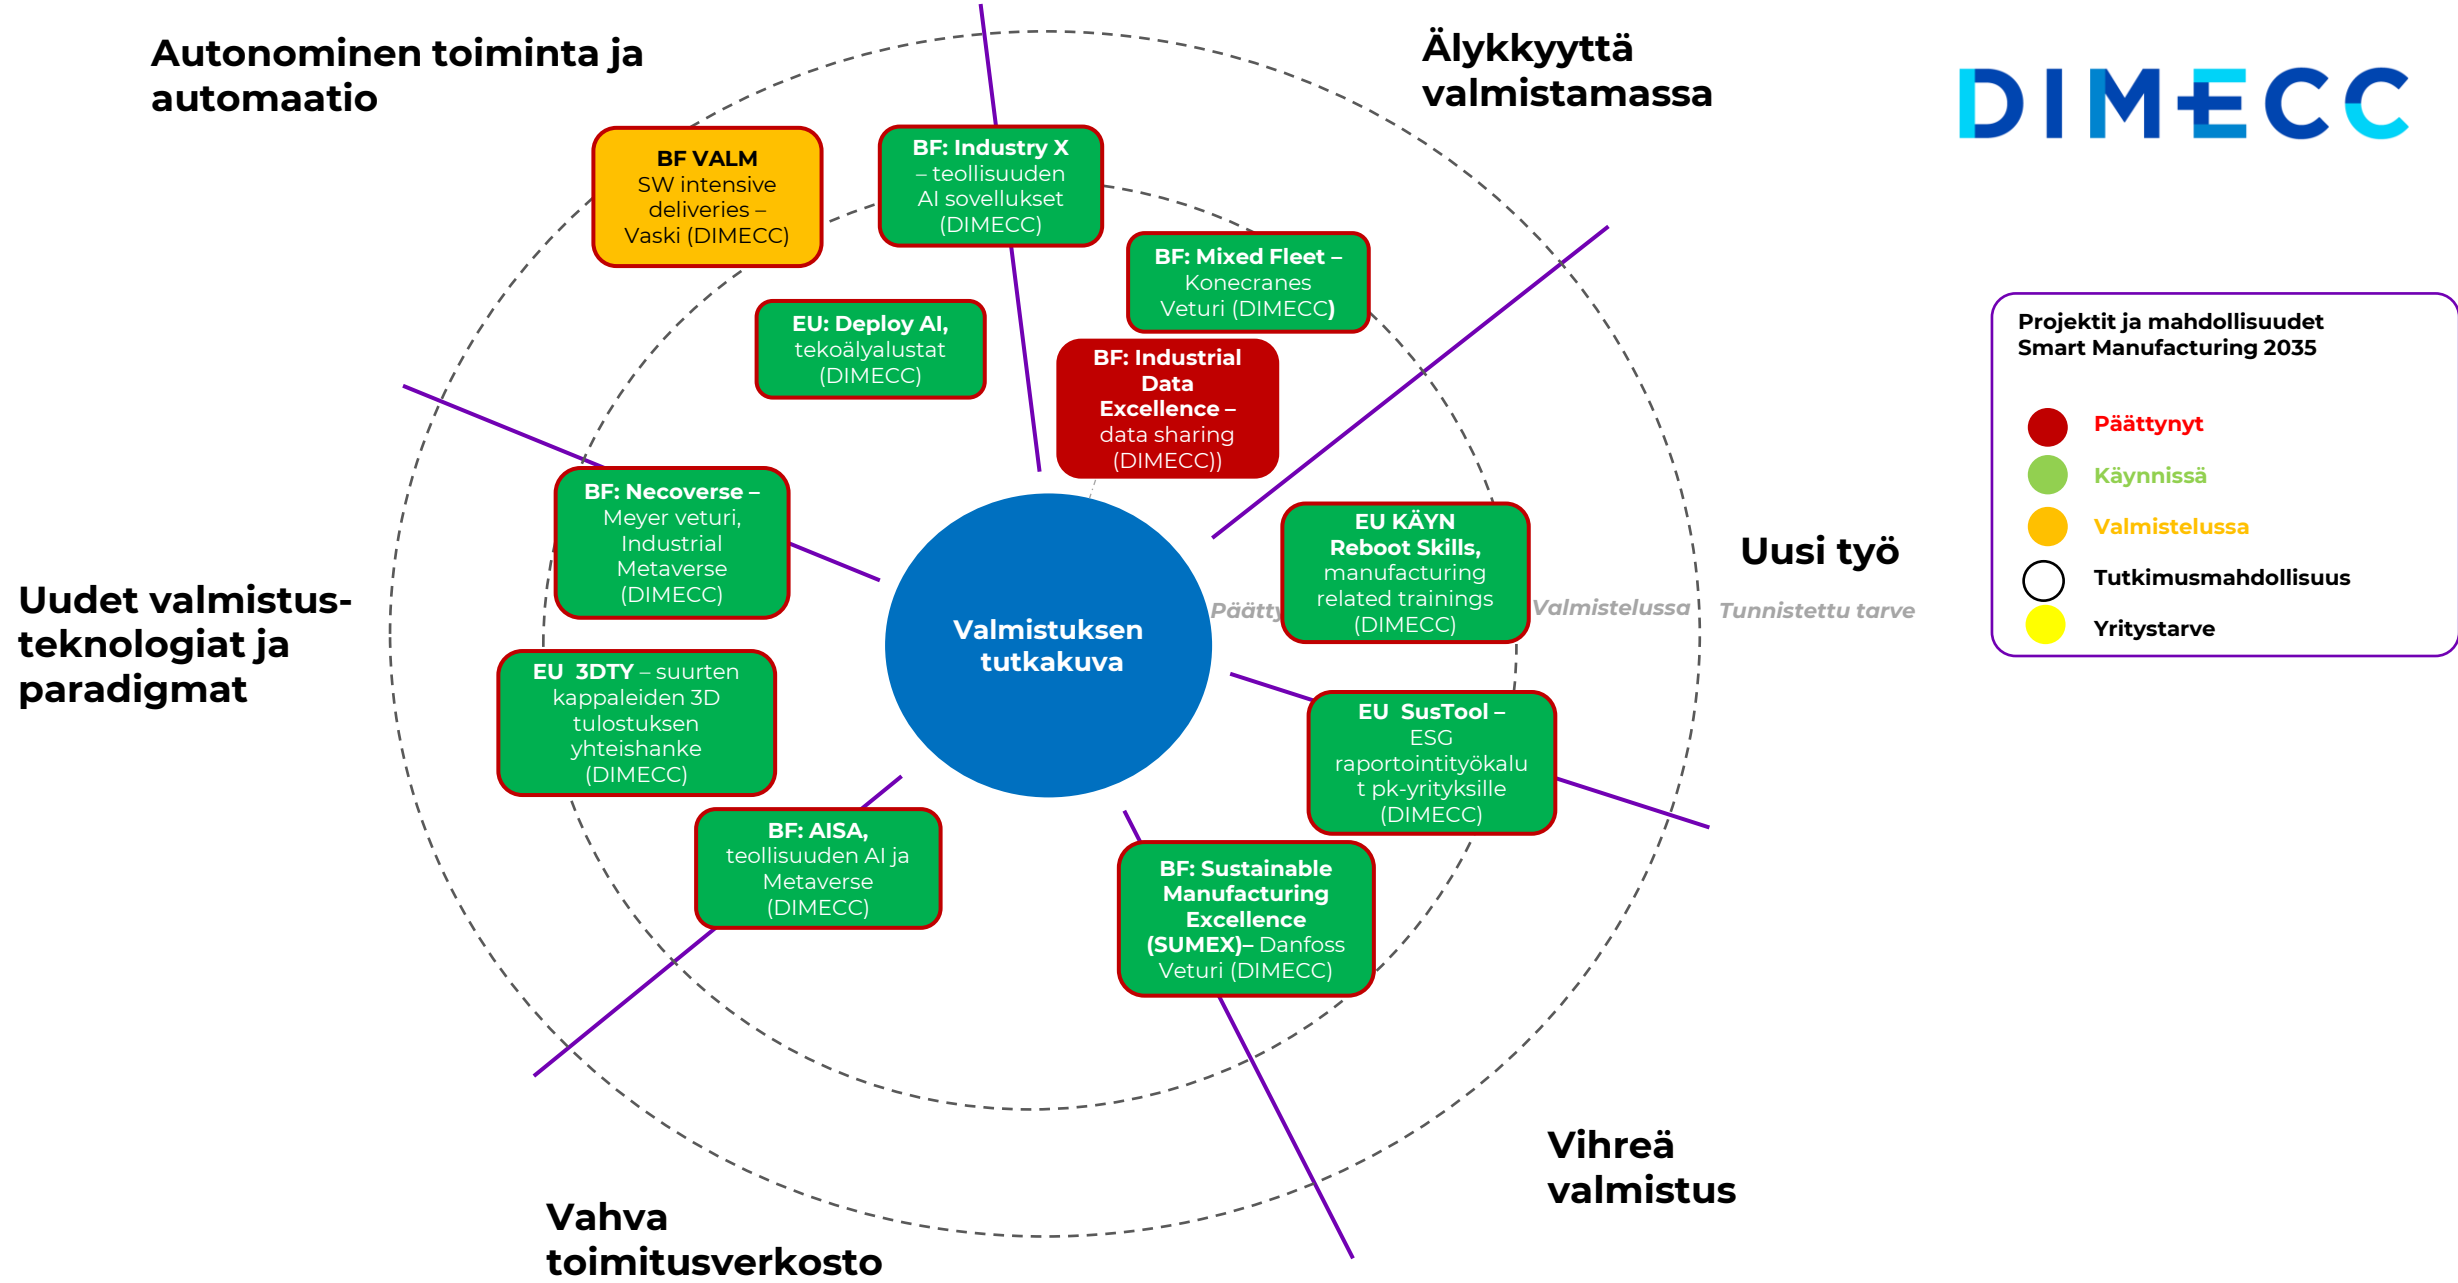 Autonominen toiminta ja
automaatio
Älykkyyttä
valmistamassa
DIMECC
BF VALM
SW intensive
deliveries –
Vaski (DIMECC)
BF: Industry X
– teollisuuden
AI sovellukset
(DIMECC)
BF: Mixed Fleet –
Konecranes
Veturi (DIMECC)
EU: Deploy AI,
tekoälyalustat
(DIMECC)
BF: Industrial
Data
Excellence –
data sharing
(DIMECC))
Projektit ja mahdollisuudet
Smart Manufacturing 2035
Päättynyt
Käynnissä
Valmistelussa
Tutkimusmahdollisuus
Yritystarve
BF: Necoverse –
Meyer veturi,
Industrial
Metaverse
(DIMECC)
EU KÄYN
Reboot Skills,
manufacturing
related trainings
(DIMECC)
Uusi työ
Päätty
Valmistelussa
Tunnistettu tarve
Uudet valmistus-
teknologiat ja
paradigmat
Valmistuksen
tutkakuva
EU  3DTY – suurten
kappaleiden 3D
tulostuksen
yhteishanke
(DIMECC)
EU  SusTool –
ESG
raportointityökalu
t pk-yrityksille
(DIMECC)
BF: AISA,
teollisuuden AI ja
Metaverse
(DIMECC)
BF: Sustainable
Manufacturing
Excellence
(SUMEX)– Danfoss
Veturi (DIMECC)
Vihreä
valmistus
Vahva
toimitusverkosto